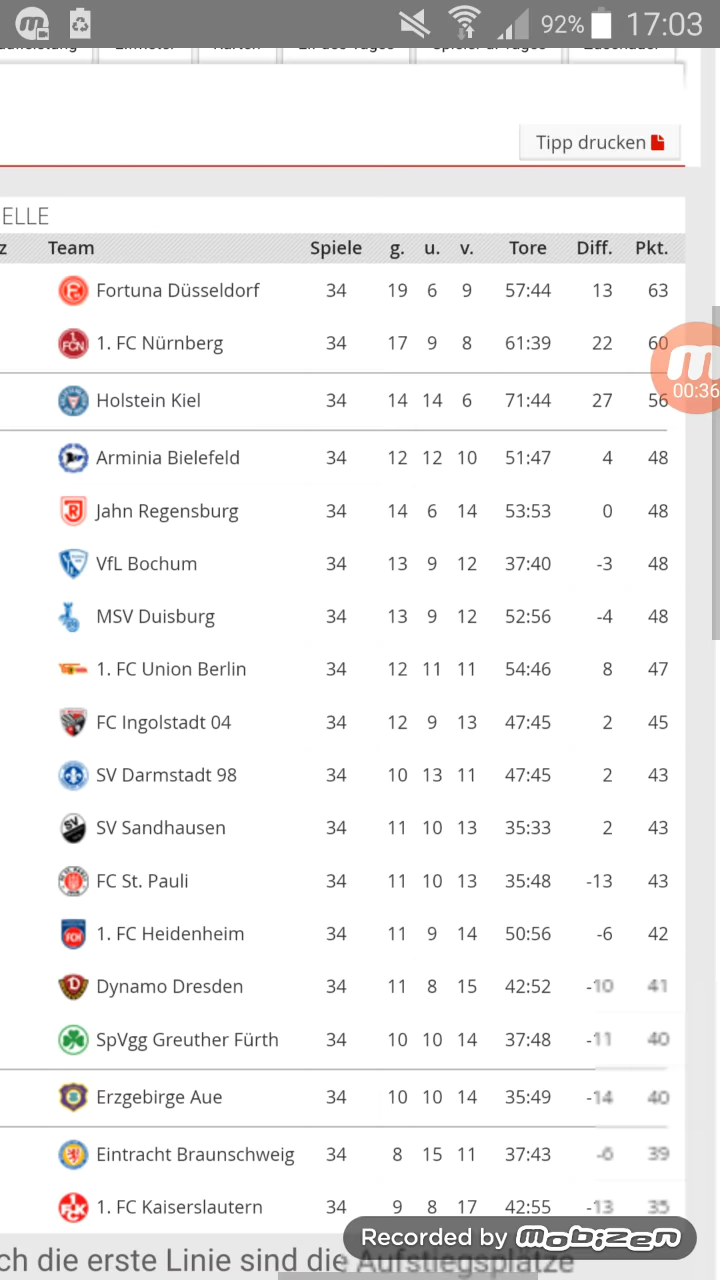 92% 17:03
Tipp drucken
ELLE
z Team Spiele g. u. v. Tore Diff. Pkt.
Fortuna Düsseldorf 34 19 6 9 57:44 13 63
1. FC Nürnberg 34 17 9 8 61:39 22 60
00:36
Holstein Kiel 34 14 14 6 71:44 27 56
Arminia Bielefeld 34 12 12 10 51:47 4 48
Jahn Regensburg 34 14 6 14 53:53 0 48
VfL Bochum 34 13 9 12 37:40 -3 48
MSV Duisburg 34 13 9 12 52:56 -4 48
1. FC Union Berlin 34 12 11 11 54:46 8 47
FC Ingolstadt 04 34 12 9 13 47:45 2 45
SV Darmstadt 98 34 10 13 11 47:45 2 43
SV Sandhausen 34 11 10 13 35:33 2 43
FC St. Pauli 34 11 10 13 35:48 -13 43
1. FC Heidenheim 34 11 9 14 50:56 -6 42
Dynamo Dresden 34 11 8 15 42:52 -10 41
SpVgg Greuther Fürth 34 10 10 14 37:48 -11 40
Erzgebirge Aue 34 10 10 14 35:49 -14 40
Eintracht Braunschweig 34 8 15 11 37:43 -6 39
1. FC Kaiserslautern 34 9 8 17 42:55 -13 35
Recorded by mobizen
ch die erste Linie sind die Aufstiegsplätze